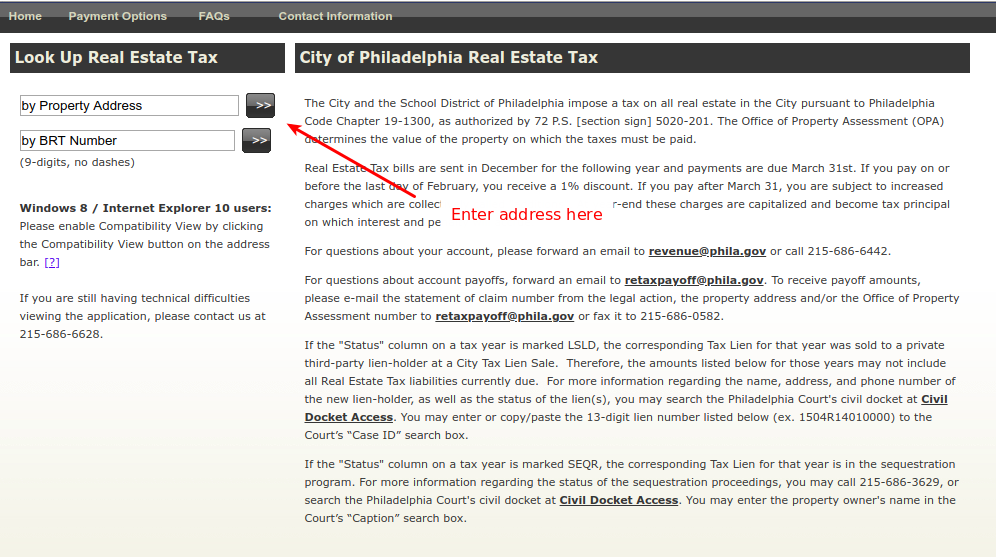 Home Payment Options FAQs Contact Information
Look Up Real Estate Tax
by Property Address >>
by BRT Number >>
(9-digits, no dashes)
Windows 8 / Internet Explorer 10 users:
Please enable Compatibility View by clicking
the Compatibility View button on the address
bar. [?]
If you are still having technical difficulties
viewing the application, please contact us at
215-686-6628.
City of Philadelphia Real Estate Tax
The City and the School District of Philadelphia impose a tax on all real estate in the City pursuant to Philadelphia
Code Chapter 19-1300, as authorized by 72 P.S. [section sign] 5020-201. The Office of Property Assessment (OPA)
determines the value of the property on which the taxes must be paid.
Real Estate Tax bills are sent in December for the following year and payments are due March 31st. If you pay on or
before the last day of February, you receive a 1% discount. If you pay after March 31, you are subject to increased
charges which are collec r-end these charges are capitalized and become tax principal
on which interest and pe
Enter address here
For questions about your account, please forward an email to revenue@phila.gov or call 215-686-6442.
For questions about account payoffs, forward an email to retaxpayoff@phila.gov. To receive payoff amounts,
please e-mail the statement of claim number from the legal action, the property address and/or the Office of Property
Assessment number to retaxpayoff@phila.gov or fax it to 215-686-0582.
If the "Status" column on a tax year is marked LSLD, the corresponding Tax Lien for that year was sold to a private
third-party lien-holder at a City Tax Lien Sale. Therefore, the amounts listed below for those years may not include
all Real Estate Tax liabilities currently due. For more information regarding the name, address, and phone number of
the new lien-holder, as well as the status of the lien(s), you may search the Philadelphia Court's civil docket at Civil
Docket Access. You may enter or copy/paste the 13-digit lien number listed below (ex. 1504R14010000) to the
Court’s “Case ID” search box.
If the "Status" column on a tax year is marked SEQR, the corresponding Tax Lien for that year is in the sequestration
program. For more information regarding the status of the sequestration proceedings, you may call 215-686-3629, or
search the Philadelphia Court's civil docket at Civil Docket Access. You may enter the property owner's name in the
Court’s “Caption” search box.